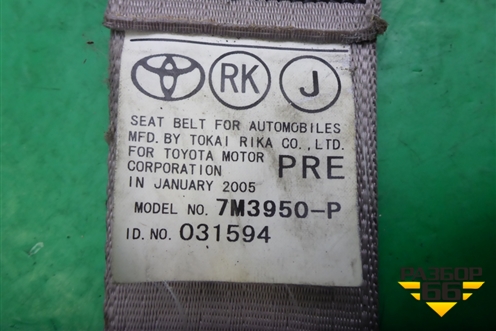 RK J
SEAT BELT FOR AUTOMOBILES
MFD. BY TOKAI RIKA CO., LTD.
FOR TOYOTA MOTOR
CORPORATION PRE
IN JANUARY 2005
MODEL NO. 7M3950-P
I D. NO. 031594
РАЗБОР
66